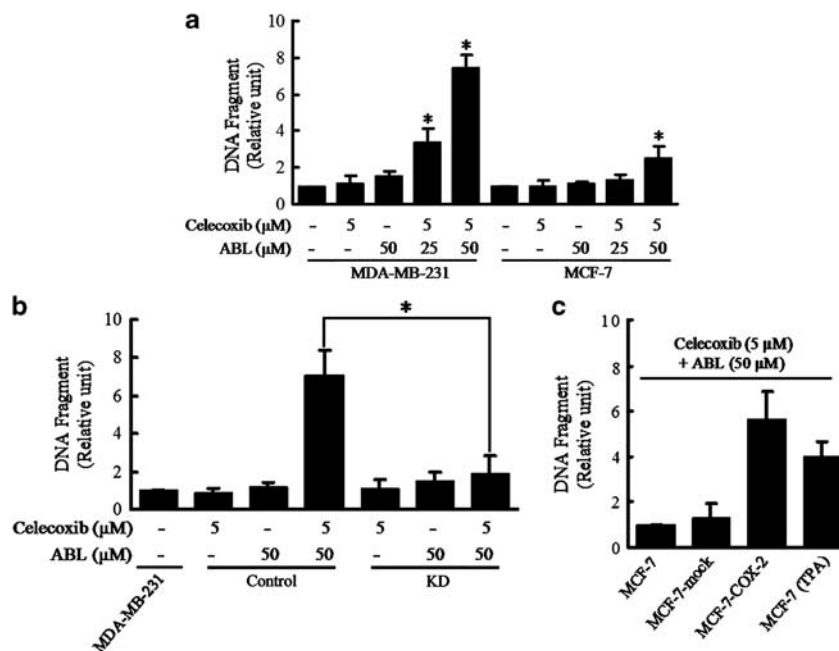 a
DNA Fragment
(Relative unit)
10
8
6
4
2
0
* * *
Celecoxib (μM) - 5 - 5 5 - 5 - 5 5
ABL (μM) - - 50 25 50 - - 50 25 50
MDA-MB-231 MCF-7
b
DNA Fragment
(Relative unit)
10
8
6
4
2
0
*
Celecoxib (μM) - 5 - 5 5 - 5
ABL (μM) - - 50 50 - 50 50
MDA-MB-231 Control KD
c
DNA Fragment
(Relative unit)
10
8
6
4
2
0
Celecoxib (5 μM)
+ ABL (50 μM)
MCF-7
MCF-7-mock
MCF-7-COX-2
MCF-7 (TPA)